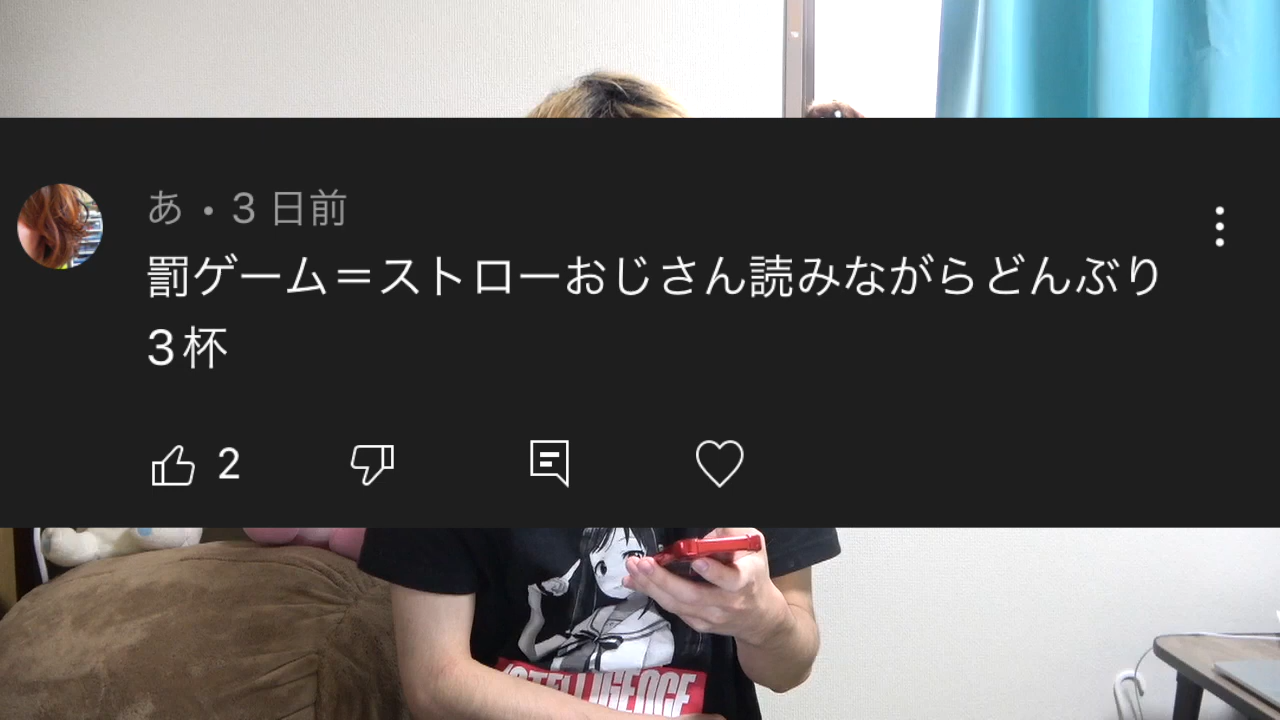 あ・3 日前
罰ゲーム＝ストローおじさん読みながらどんぶり
3杯
2